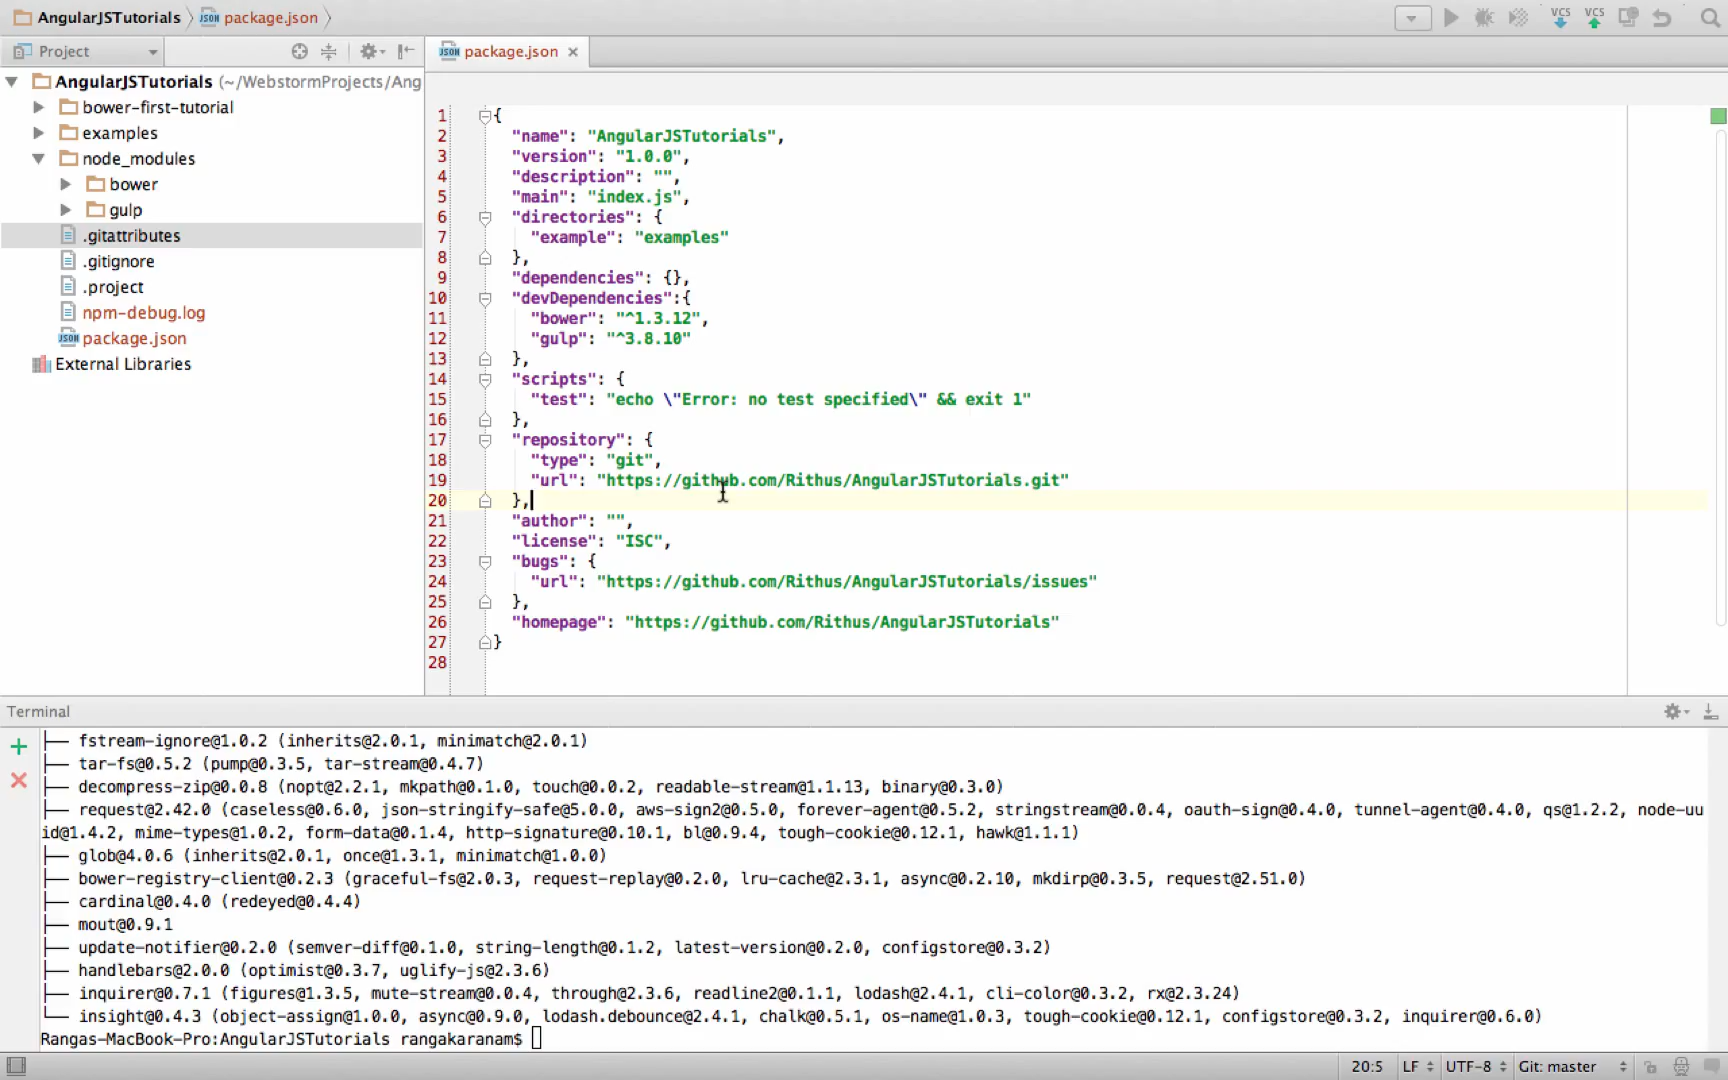 AngularJSTutorials package.json
VCS VCS
Project
package.json
AngularJSTutorials (~/WebstormProjects/Ang
bower-first-tutorial
examples
node_modules
bower
gulp
.gitattributes
.gitignore
.project
npm-debug.log
package.json
External Libraries
1 {
2 "name": "AngularJSTutorials",
3 "version": "1.0.0",
4 "description": "",
5 "main": "index.js",
6 "directories": {
7 "example": "examples"
8 },
9 "dependencies": {},
10 "devDependencies":{
11 "bower": "^1.3.12",
12 "gulp": "^3.8.10"
13 },
14 "scripts": {
15 "test": "echo \"Error: no test specified\" && exit 1"
16 },
17 "repository": {
18 "type": "git",
19 "url": "https://github.com/Rithus/AngularJSTutorials.git"
20 },
21 "author": "",
22 "license": "ISC",
23 "bugs": {
24 "url": "https://github.com/Rithus/AngularJSTutorials/issues"
25 },
26 "homepage": "https://github.com/Rithus/AngularJSTutorials"
27 }
28
Terminal
├── fstream-ignore@1.0.2 (inherits@2.0.1, minimatch@2.0.1)
├── tar-fs@0.5.2 (pump@0.3.5, tar-stream@0.4.7)
├── decompress-zip@0.0.8 (nopt@2.2.1, mkpath@0.1.0, touch@0.0.2, readable-stream@1.1.13, binary@0.3.0)
├── request@2.42.0 (caseless@0.6.0, json-stringify-safe@5.0.0, aws-sign2@0.5.0, forever-agent@0.5.2, stringstream@0.0.4, oauth-sign@0.4.0, tunnel-agent@0.4.0, qs@1.2.2, node-uu
id@1.4.2, mime-types@1.0.2, form-data@0.1.4, http-signature@0.10.1, bl@0.9.4, tough-cookie@0.12.1, hawk@1.1.1)
├── glob@4.0.6 (inherits@2.0.1, once@1.3.1, minimatch@1.0.0)
├── bower-registry-client@0.2.3 (graceful-fs@2.0.3, request-replay@0.2.0, lru-cache@2.3.1, async@0.2.10, mkdirp@0.3.5, request@2.51.0)
├── cardinal@0.4.0 (redeyed@0.4.4)
├── mout@0.9.1
├── update-notifier@0.2.0 (semver-diff@0.1.0, string-length@0.1.2, latest-version@0.2.0, configstore@0.3.2)
├── handlebars@2.0.0 (optimist@0.3.7, uglify-js@2.3.6)
├── inquirer@0.7.1 (figures@1.3.5, mute-stream@0.0.4, through@2.3.6, readline2@0.1.1, lodash@2.4.1, cli-color@0.3.2, rx@2.3.24)
└── insight@0.4.3 (object-assign@1.0.0, async@0.9.0, lodash.debounce@2.4.1, chalk@0.5.1, os-name@1.0.3, tough-cookie@0.12.1, configstore@0.3.2, inquirer@0.6.0)
Rangas-MacBook-Pro:AngularJSTutorials rangakaranam$
20:5 LF UTF-8 Git: master